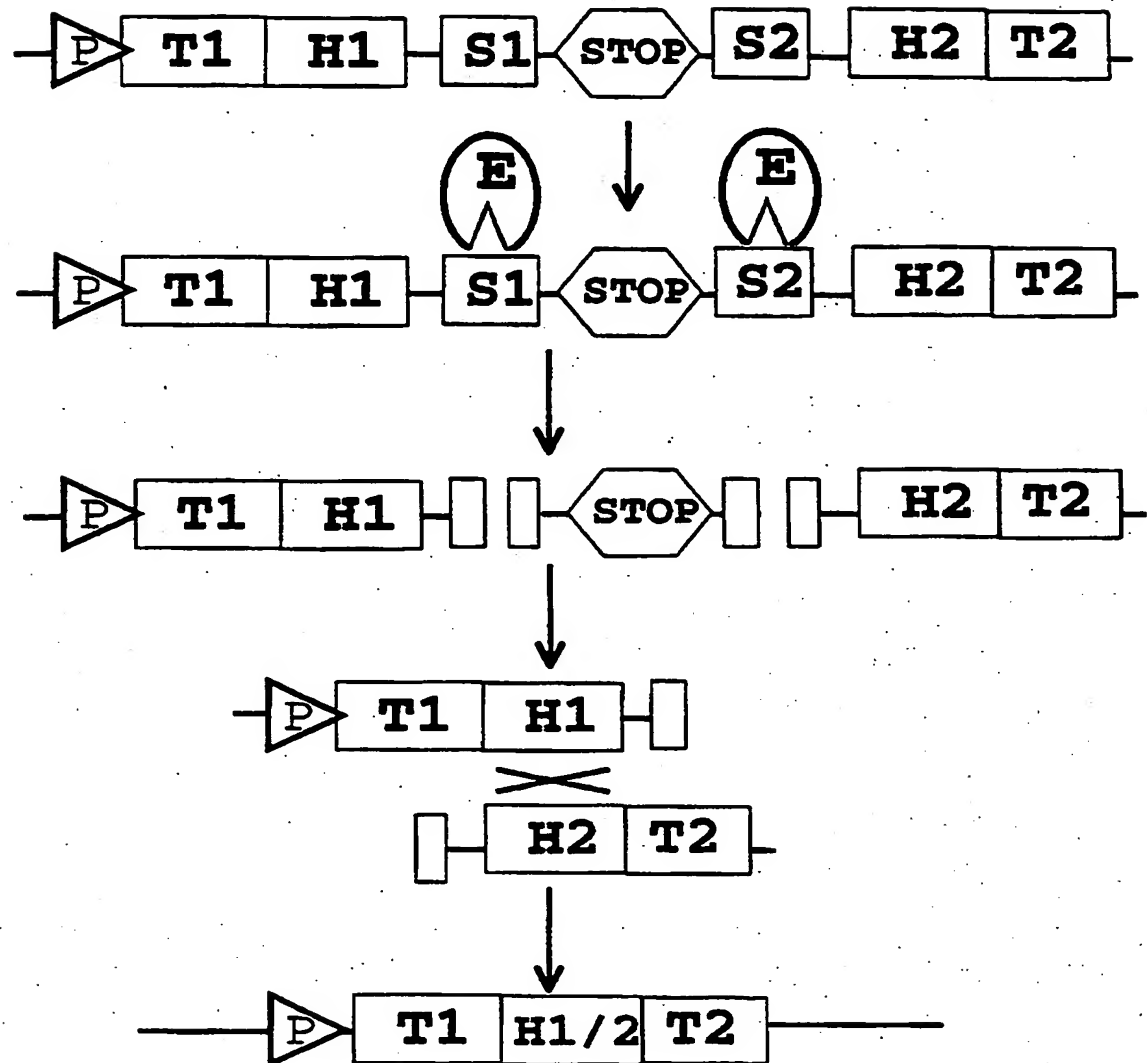 P T1 H1 S1 STOP S2 H2 T2
E E
P T1 H1 S1 STOP S2 H2 T2
P T1 H1 STOP H2 T2
P T1 H1
H2 T2
P T1 H1/2 T2